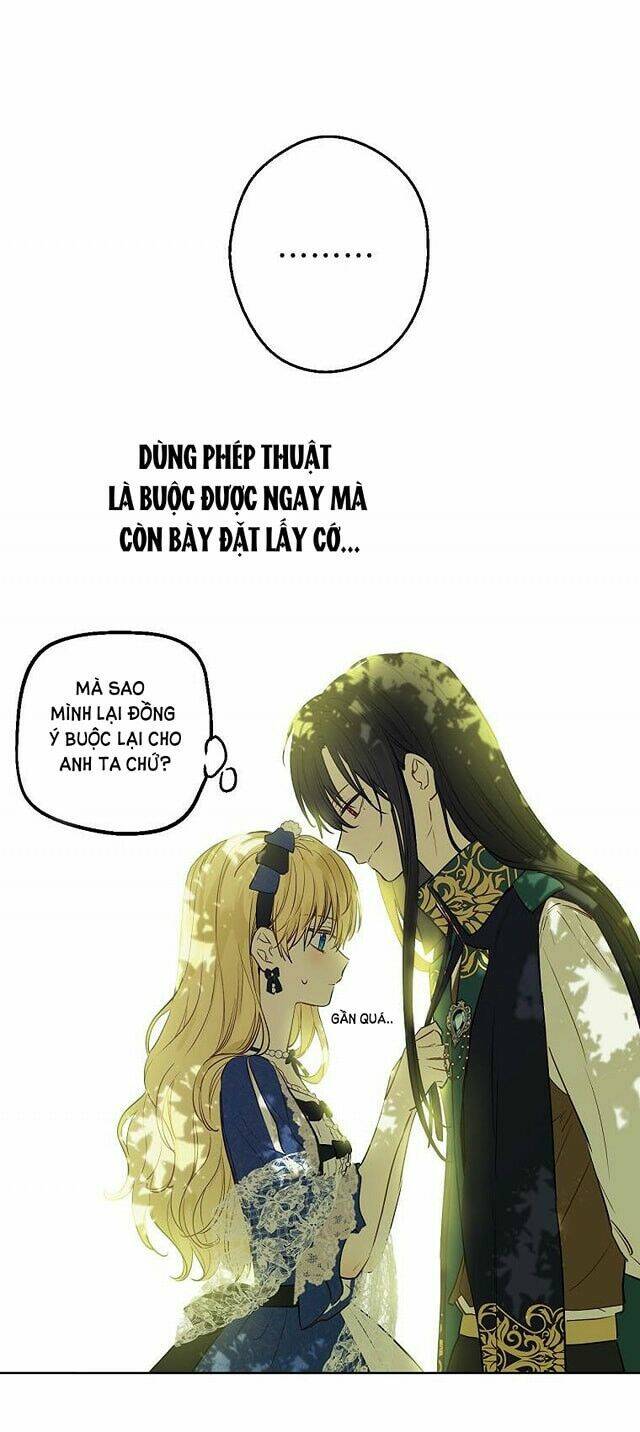 .........
DÙNG PHÉP THUẬT
LÀ BUỘC ĐƯỢC NGAY MÀ
CÒN BÀY ĐẶT LẤY CỚ...
MÀ SAO
MÌNH LẠI ĐỒNG
Ý BUỘC LẠI CHO
ANH TA CHỨ?
GẦN QUÁ..